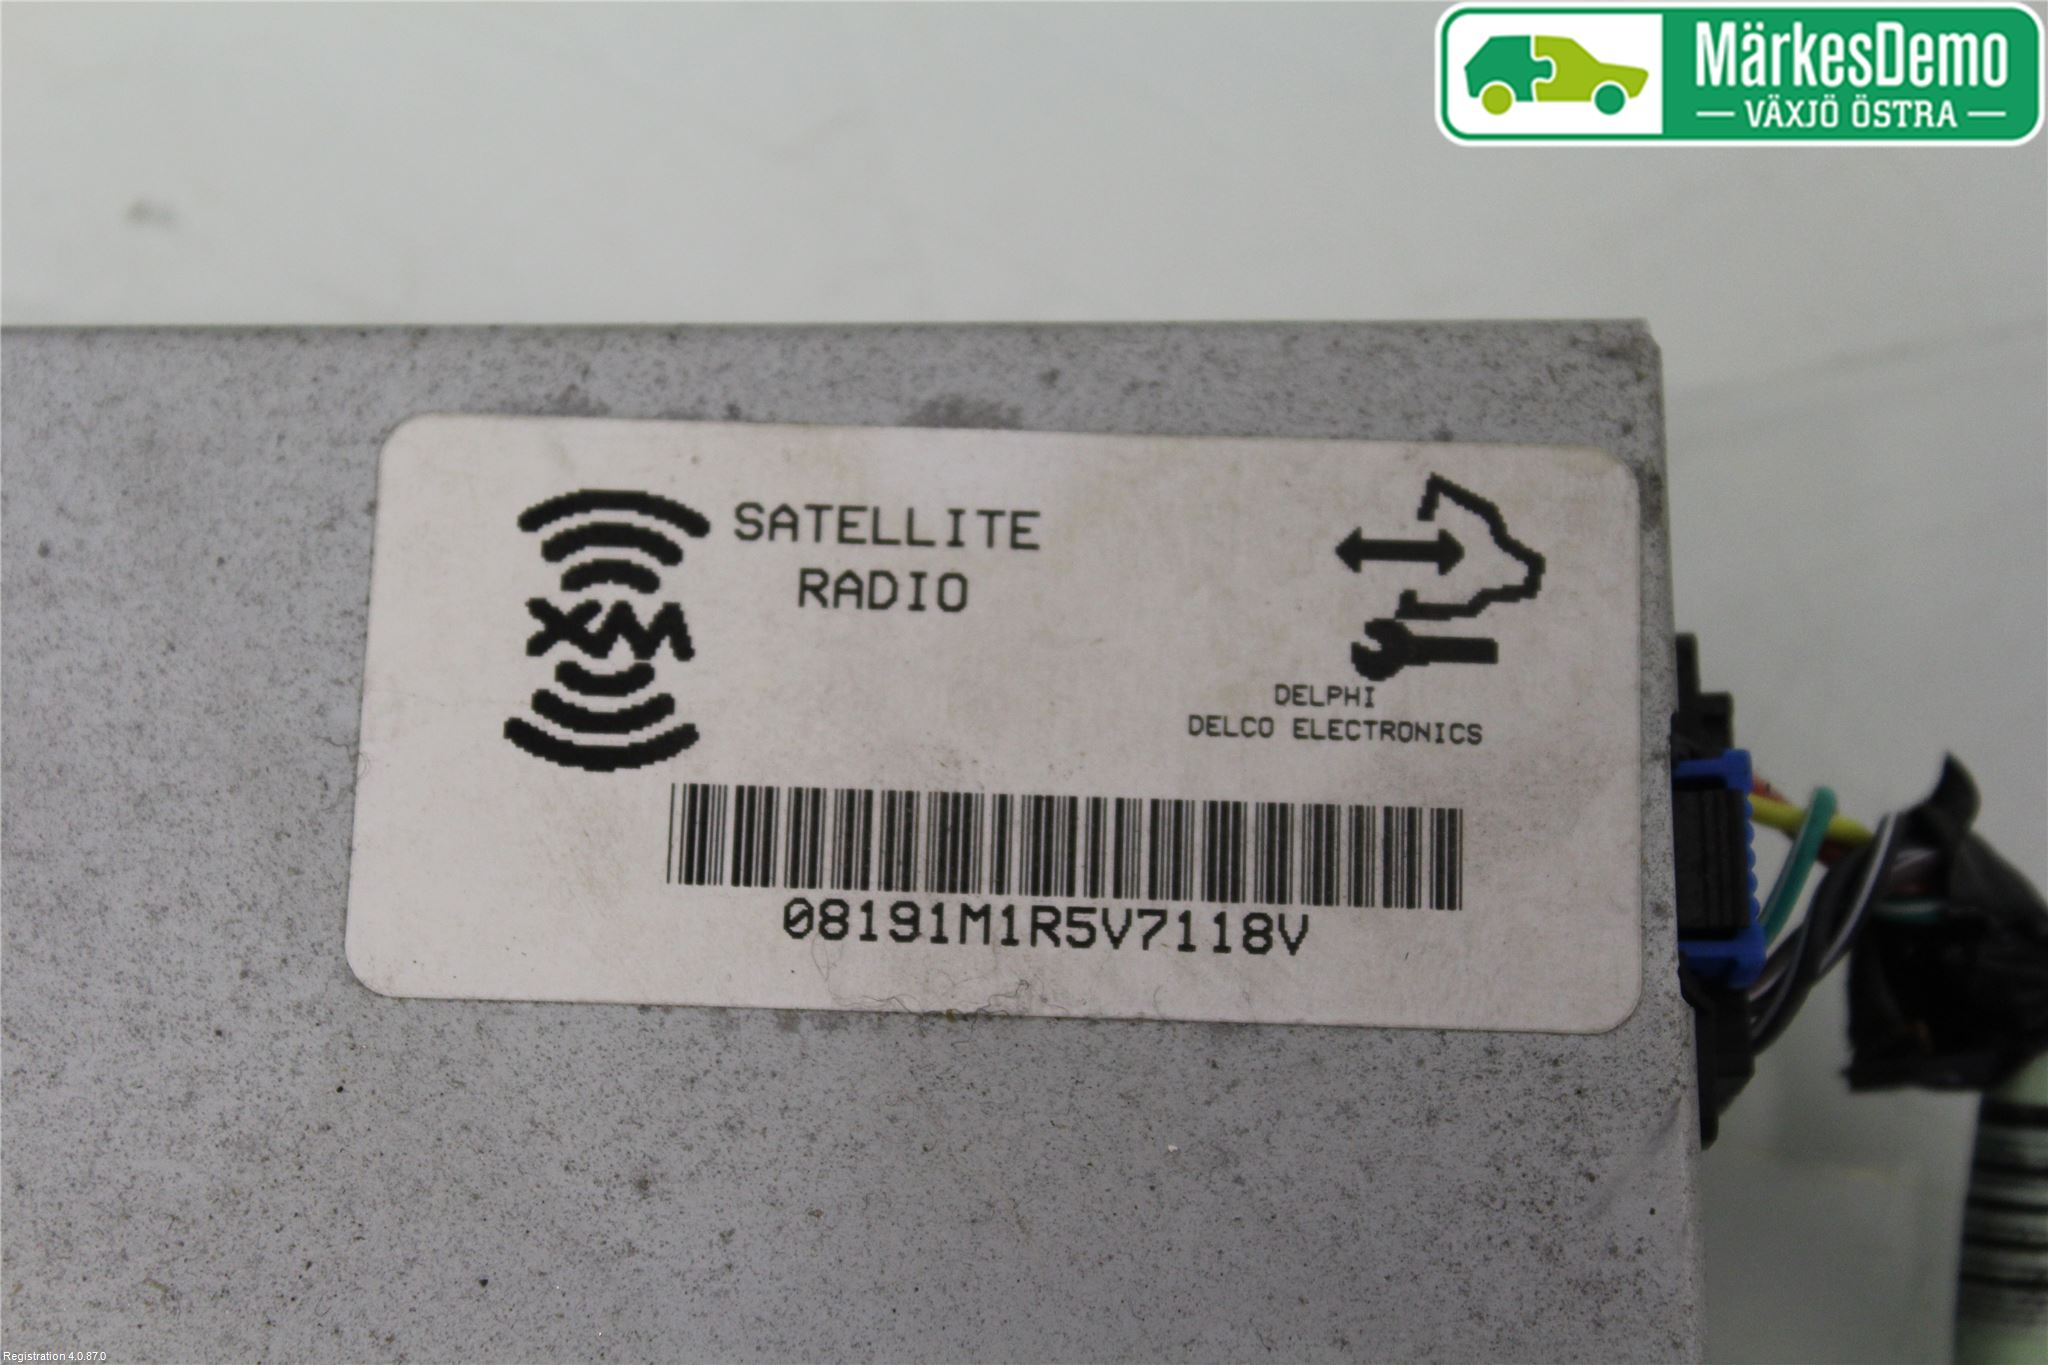 MärkesDemo
VÄXJÖ ÖSTRA
XM
SATELLITE
RADIO
DELPHI
DELCO ELECTRONICS
08191M1R5V7118V
Registration 4.0.87.0